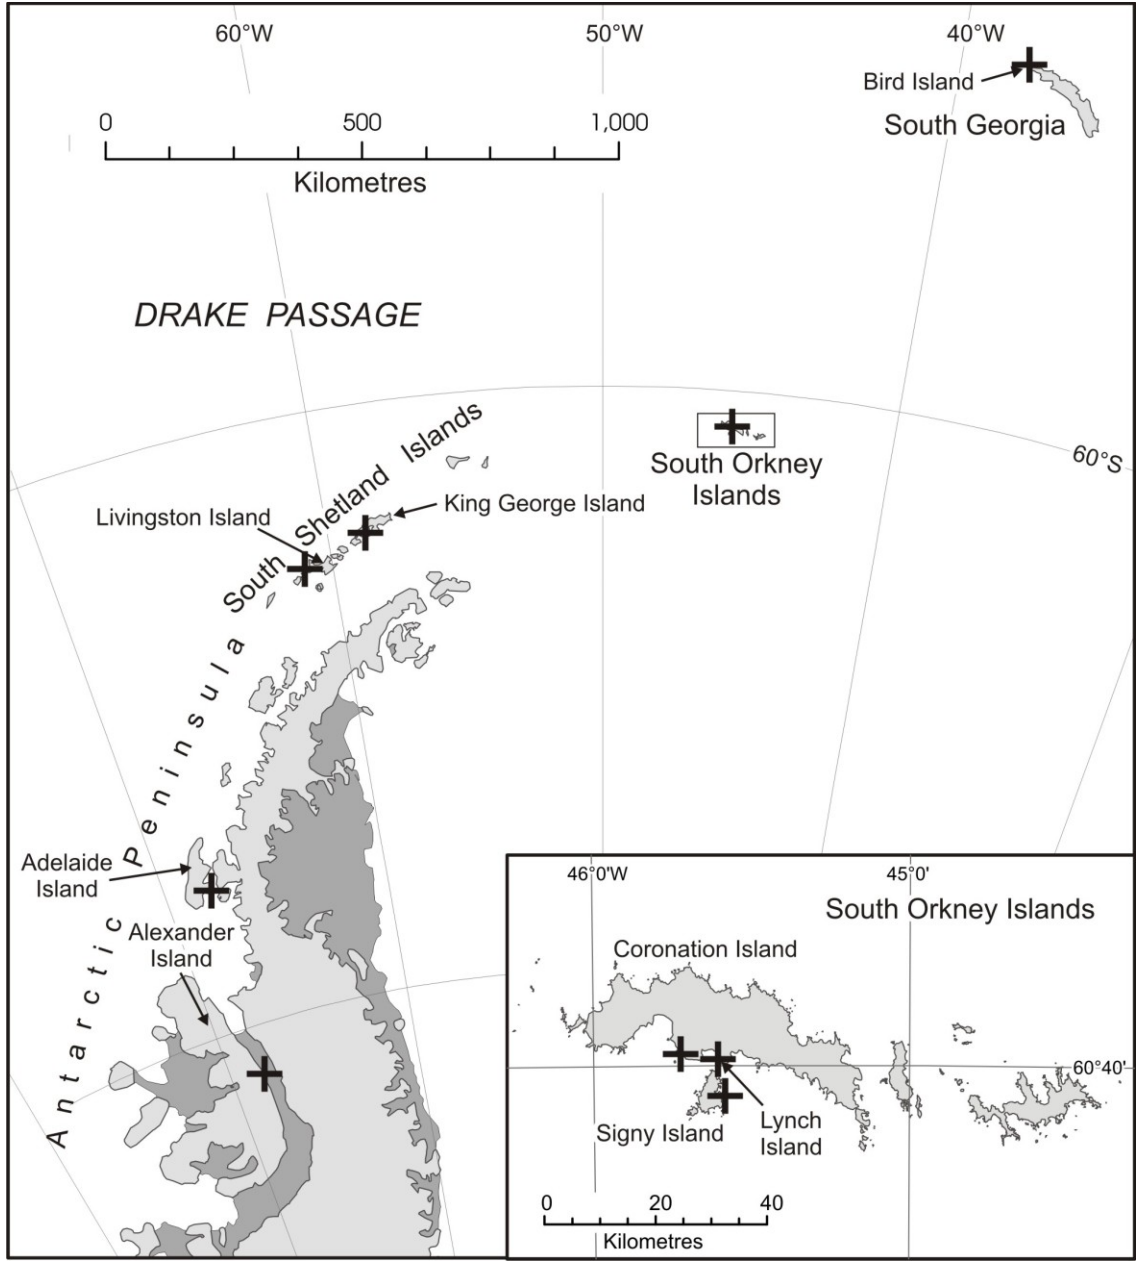 60°W
50°W
40°W
Bird Island
South Georgia
0
500
1,000
Kilometres
DRAKE PASSAGE
South Shetland Islands
60°S
South Orkney
Islands
King George Island
Livingston Island
Antarctic Peninsula
Adelaide
Island
Alexander
Island
46°0'W
45°0'
South Orkney Islands
Coronation Island
60°40'
Signy Island
Lynch
Island
0
20
40
Kilometres